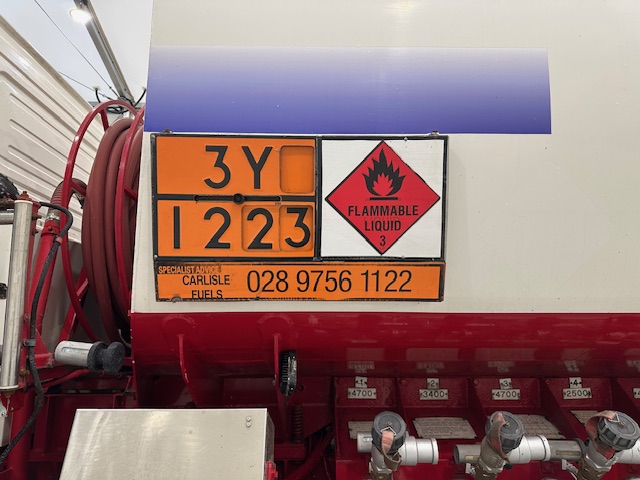 3Y
1223
FLAMMABLE
LIQUID
3
SPECIALIST ADVICE
CARLISLE
FUELS
028 9756 1122
-1-
4700
-2-
3400
-3-
4700
-4-
2500